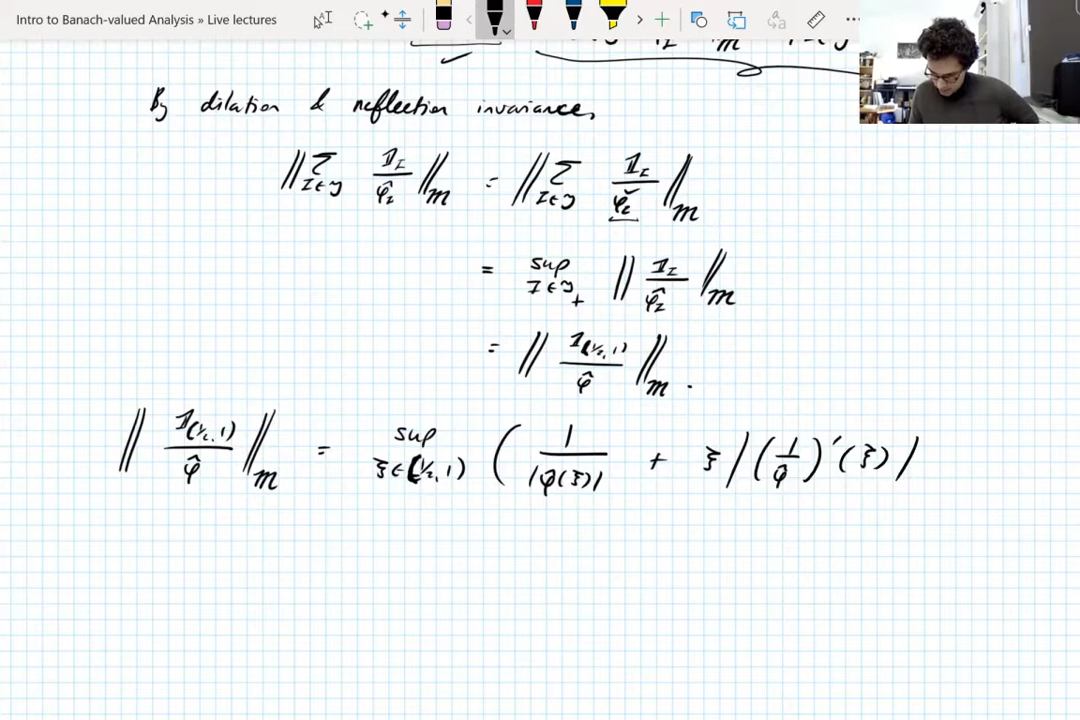 Intro to Banach-valued Analysis » Live lectures
By dilation & reflection invariance,
‖ Σ_{I∈𝒥} 𝟙_I / φ̂_I ‖_𝔐 = ‖ Σ_{I∈𝒥} 𝟙_I / φ̌_I ‖_𝔐
= sup_{I∈𝒥_+} ‖ 𝟙_I / φ̂_I ‖_𝔐
= ‖ 𝟙_{(1/2, 1)} / φ̂ ‖_𝔐 .
‖ 𝟙_{(1/2, 1)} / φ̂ ‖_𝔐 = sup_{ξ∈(1/2, 1)} ( 1 / |φ̂(ξ)| + ξ | (1/φ̂)′(ξ) |